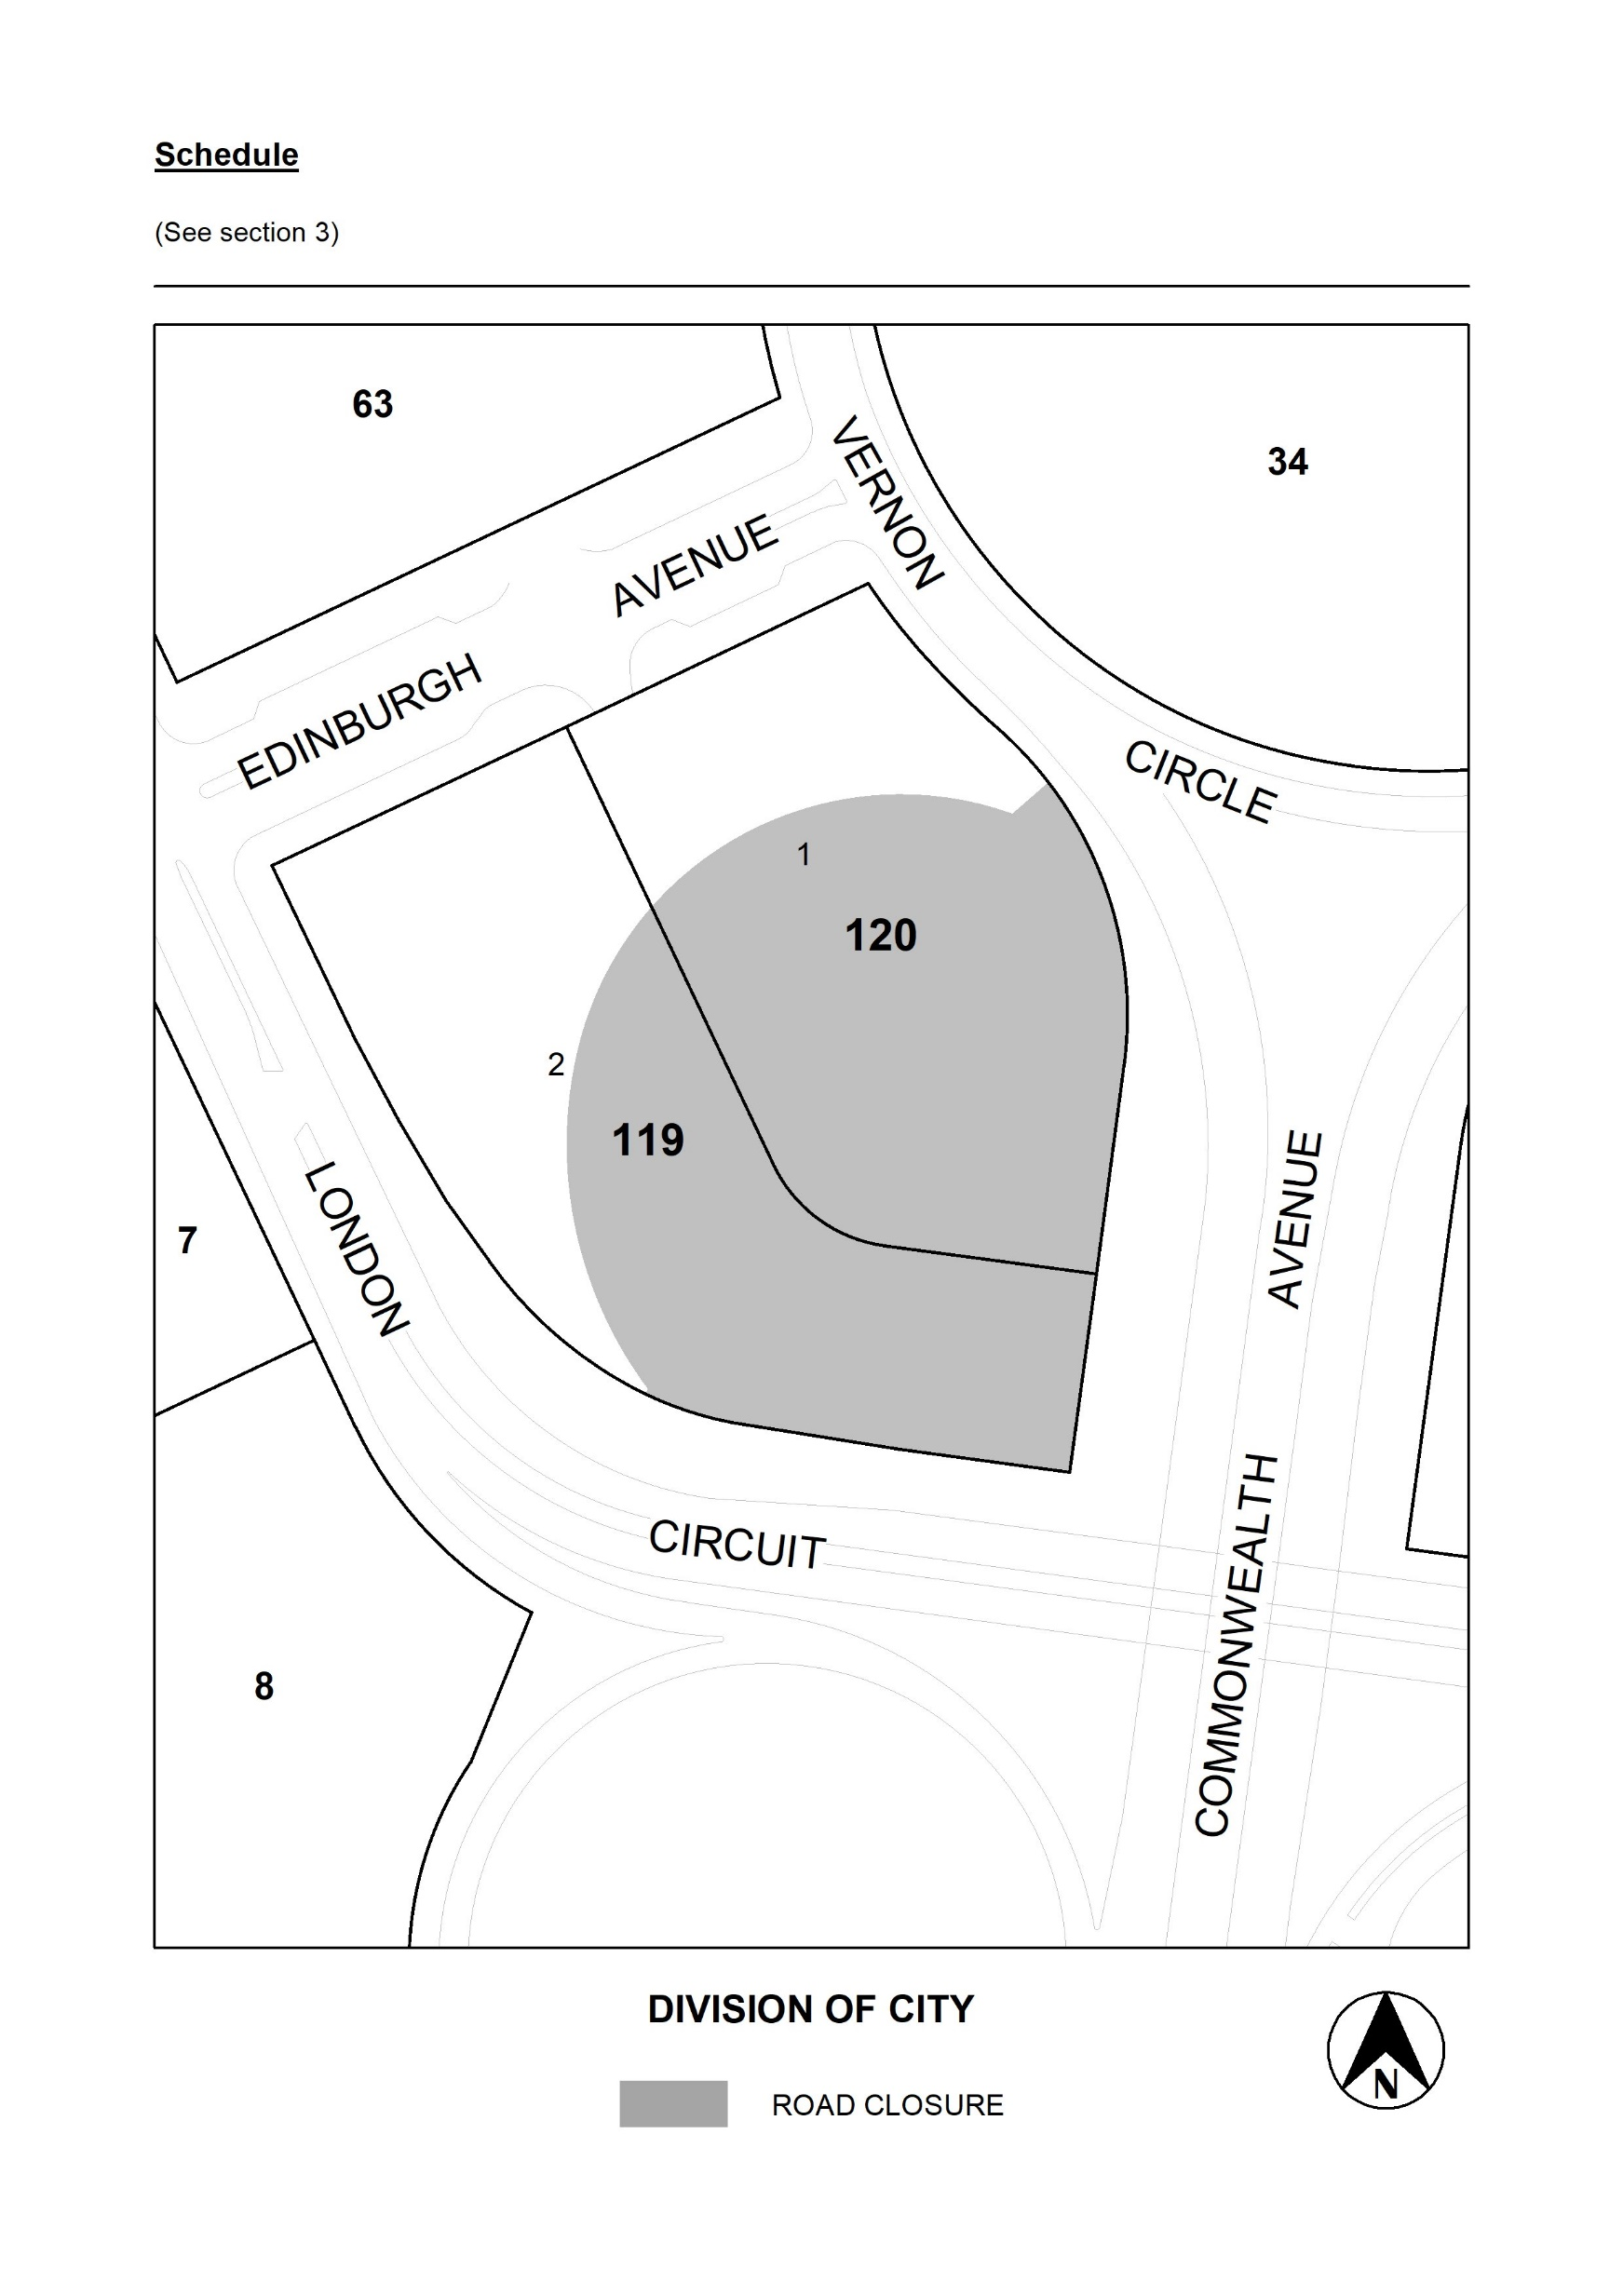 Schedule
(See section 3)
63
34
VERNON
AVENUE
EDINBURGH
CIRCLE
1
120
2
119
AVENUE
LONDON
7
CIRCUIT
COMMONWEALTH
8
DIVISION OF CITY
ROAD CLOSURE
N